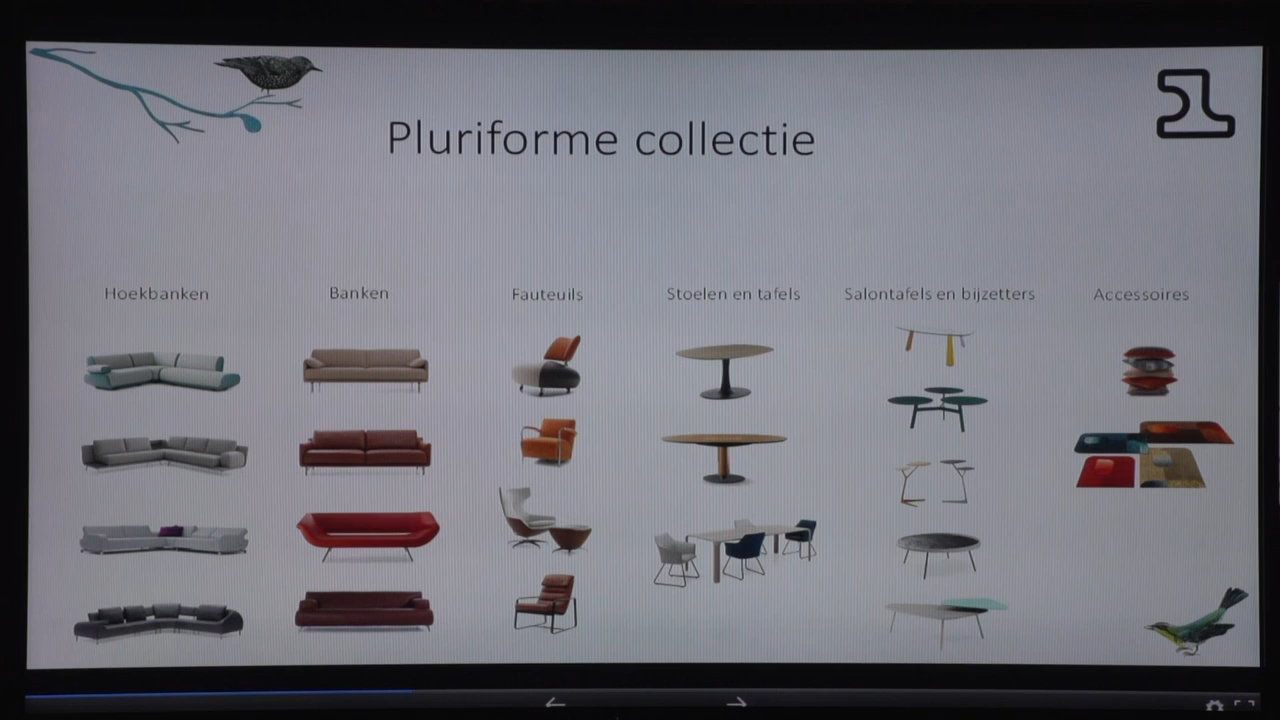 Pluriforme collectie
Hoekbanken
Banken
Fauteuils
Stoelen en tafels
Salontafels en bijzetters
Accessoires